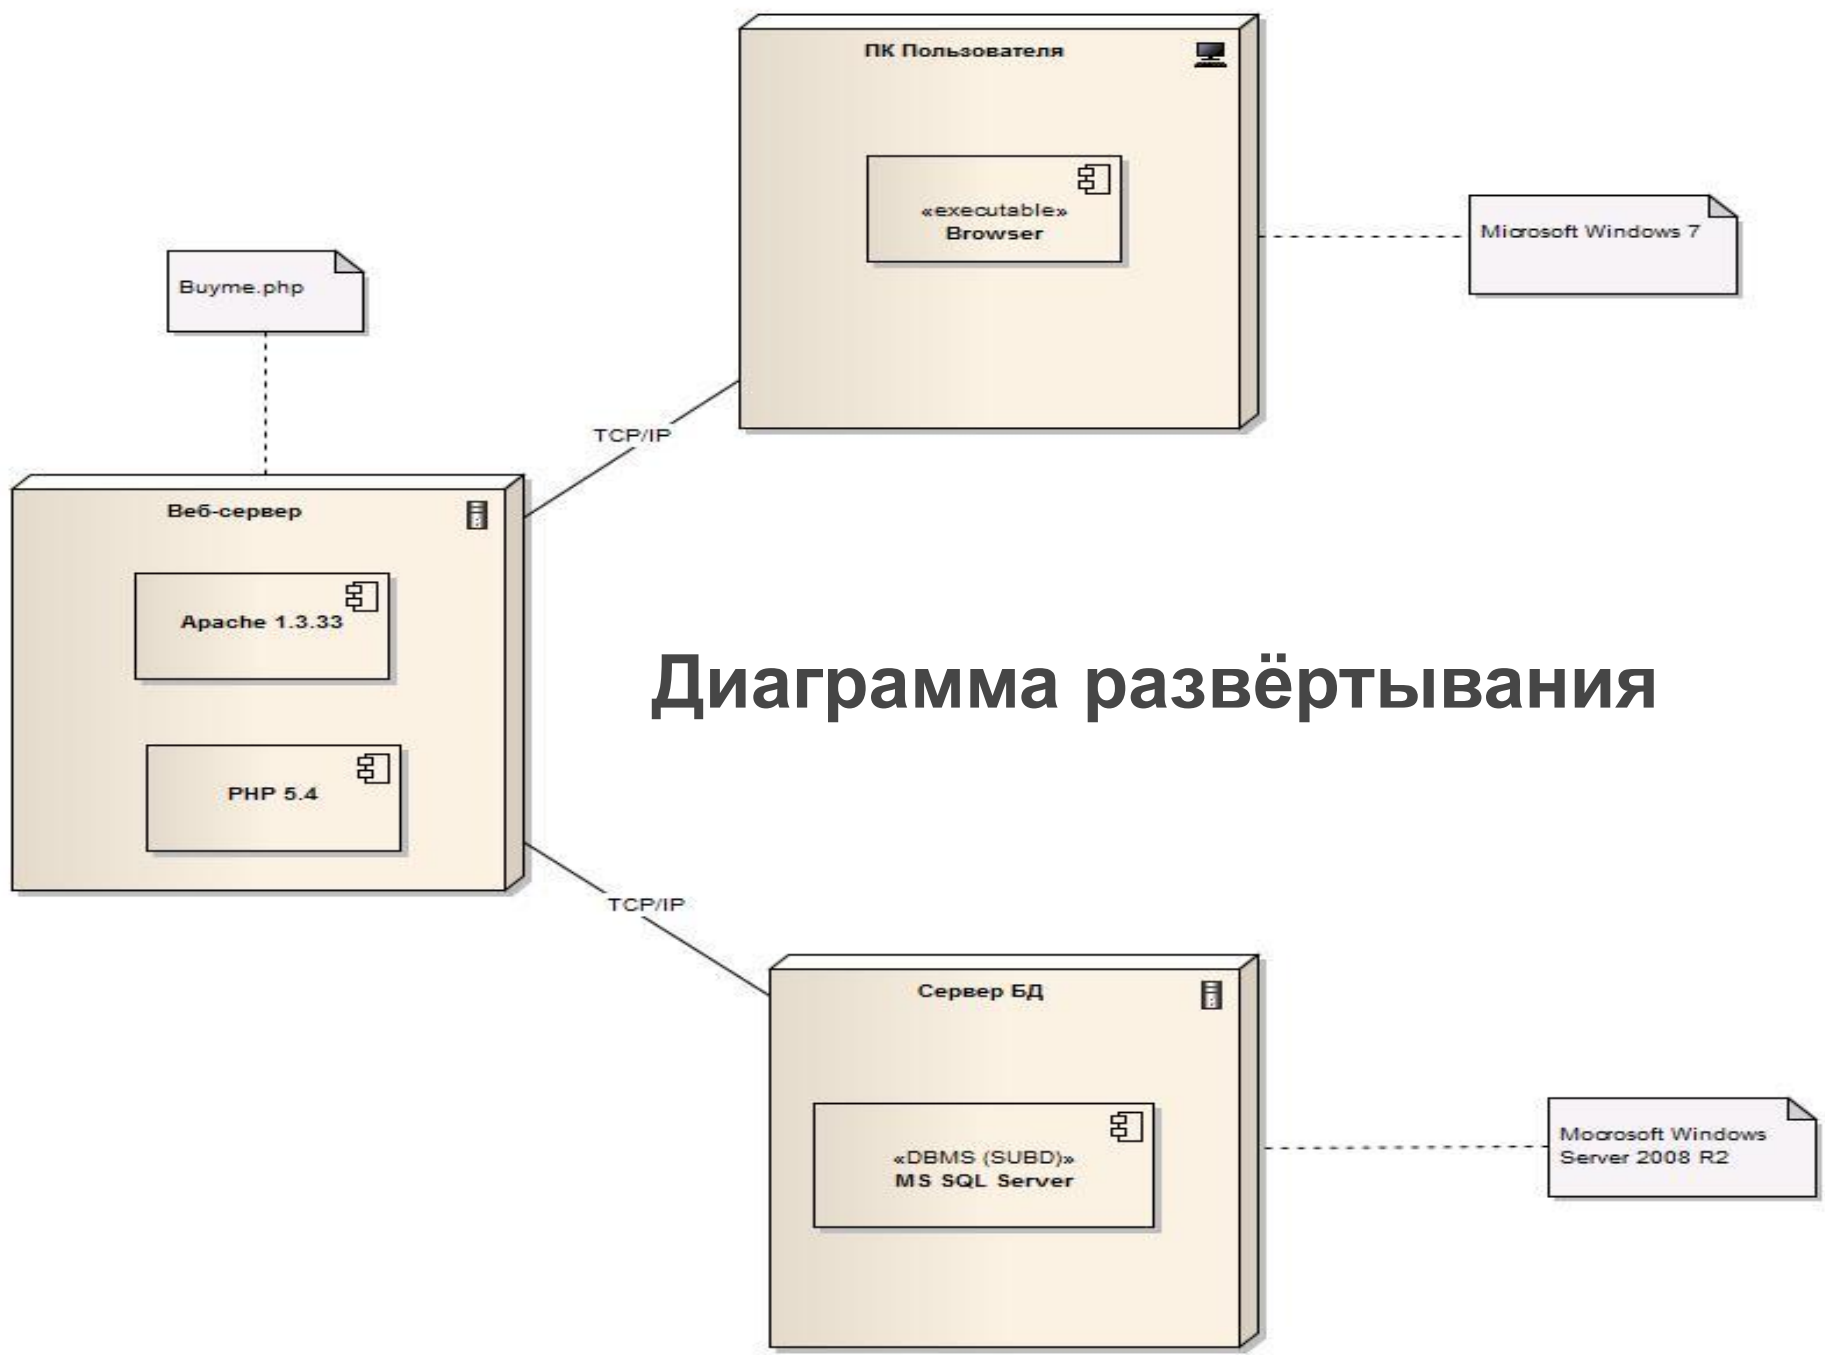 ПК Пользователя
«executable»
Browser
Microsoft Windows 7
Buyme.php
TCP/IP
Веб-сервер
Apache 1.3.33
PHP 5.4
Диаграмма развёртывания
TCP/IP
Сервер БД
«DBMS (SUBD)»
MS SQL Server
Mocrosoft Windows
Server 2008 R2